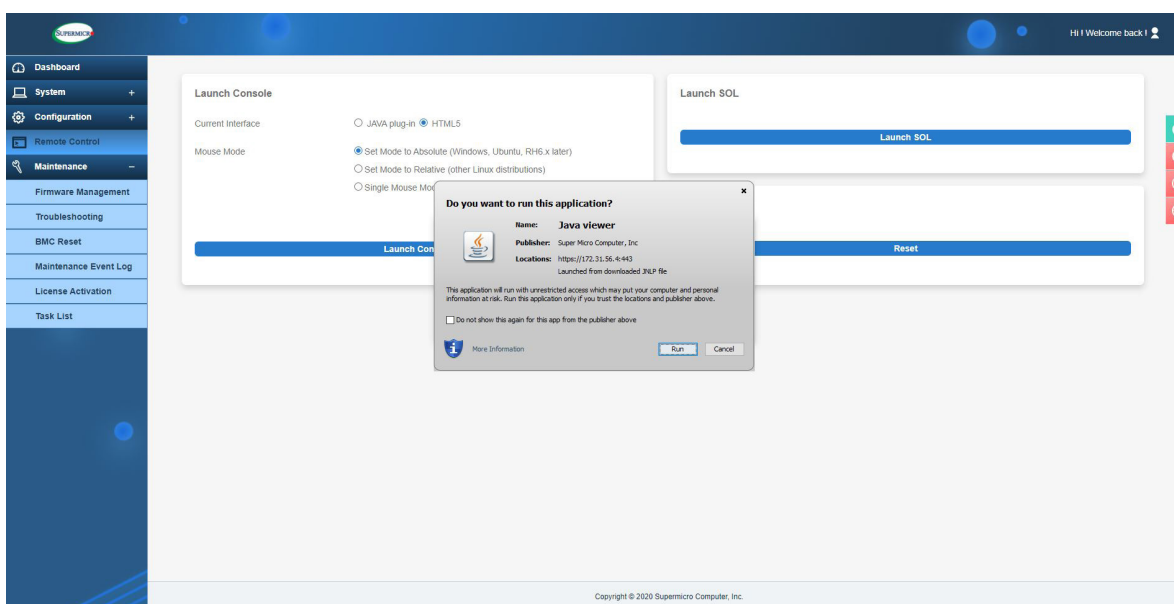 SUPERMICR
Hi ! Welcome back !
Dashboard
System +
Configuration +
Remote Control
Maintenance −
Firmware Management
Troubleshooting
BMC Reset
Maintenance Event Log
License Activation
Task List
Launch Console
Current Interface
JAVA plug-in HTML5
Mouse Mode
Set Mode to Absolute (Windows, Ubuntu, RH6.x later)
Set Mode to Relative (other Linux distributions)
Single Mouse Mo
Launch Con
Launch SOL
Launch SOL
Reset
Do you want to run this application?
Name: Java viewer
Publisher: Super Micro Computer, Inc
Locations: https://172.31.56.4:443
Launched from downloaded JNLP file
This application will run with unrestricted access which may put your computer and personal
information at risk. Run this application only if you trust the locations and publisher above.
Do not show this again for this app from the publisher above
More Information
Run Cancel
Copyright © 2020 Supermicro Computer, Inc.